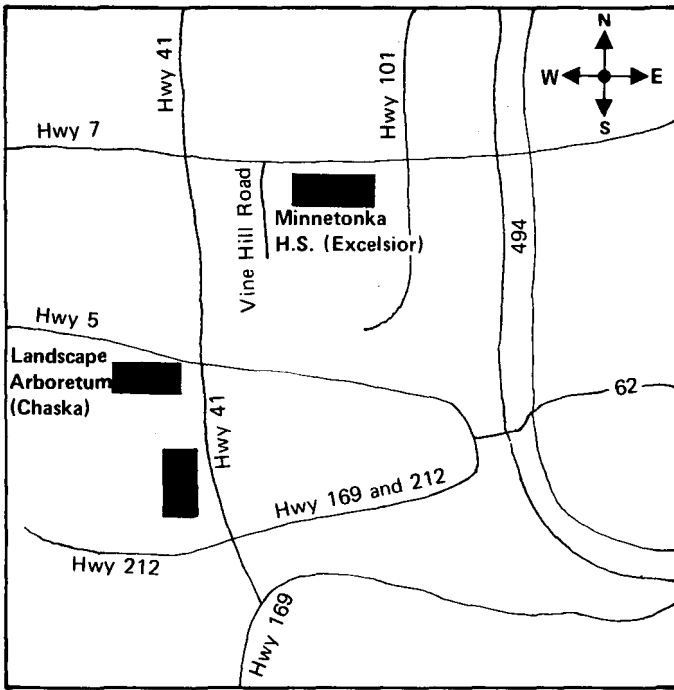 Hwy 41
Hwy 101
N
W E
S
Hwy 7
Vine Hill Road
Minnetonka
H.S. (Excelsior)
494
Hwy 5
Landscape
Arboretum
(Chaska)
Hwy 41
62
Hwy 169 and 212
Hwy 212
Hwy 169